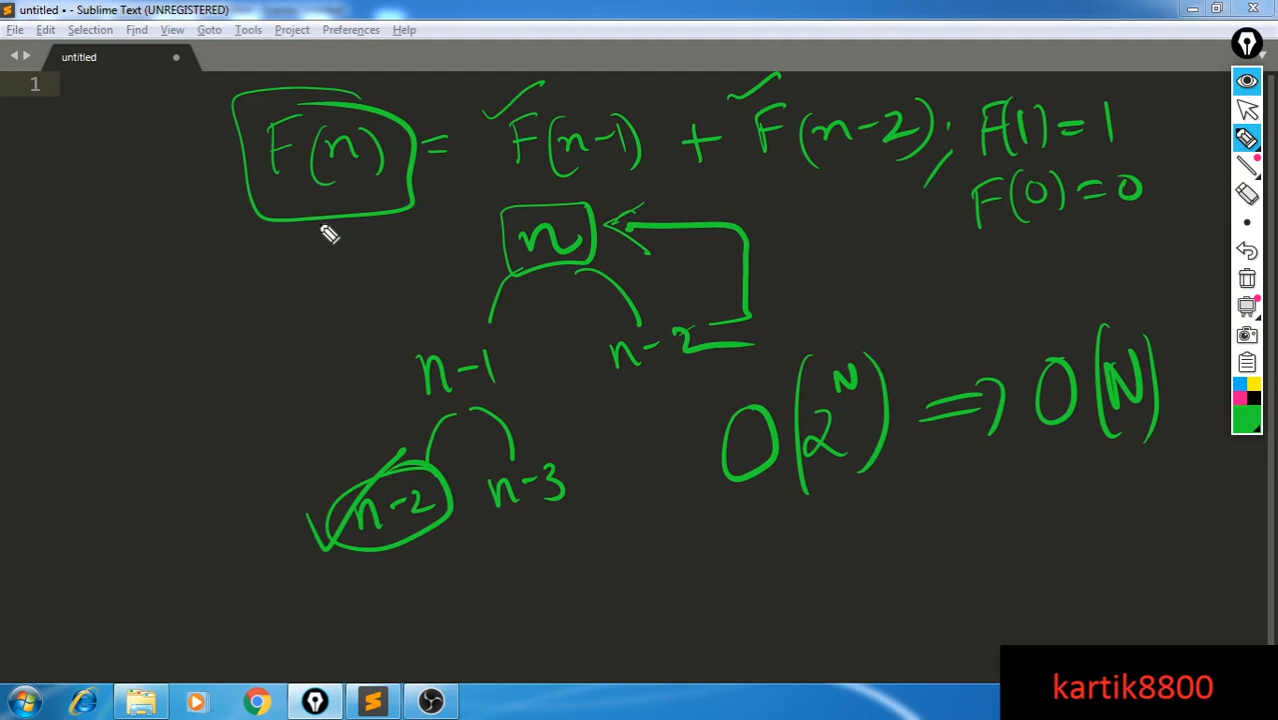 untitled • - Sublime Text (UNREGISTERED)
File Edit Selection Find View Goto Tools Project Preferences Help
untitled
1
F(n) = F(n-1) + F(n-2); F(1) = 1
F(0) = 0
n
n-1 n-2
n-2 n-3
O(2^N) ⇒ O(N)
kartik8800